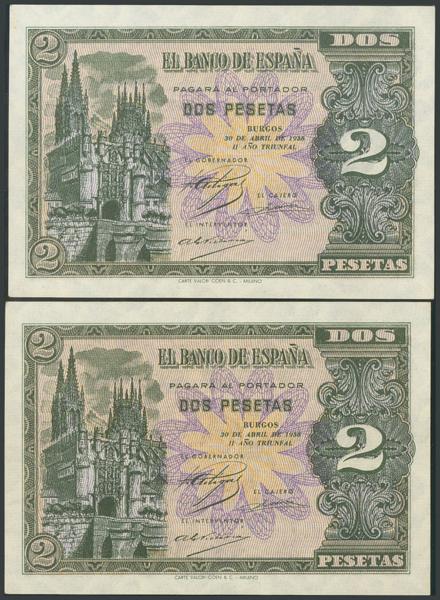 2
DOS
EL BANCO DE ESPAÑA
PAGARÁ AL PORTADOR
DOS PESETAS
BURGOS
30 DE ABRIL DE 1938
II AÑO TRIUNFAL
EL GOBERNADOR
2
EL CAJERO
EL INTERVENTOR
2
PESETAS
CARTE VALORI COEN & C. - MILANO
2
DOS
EL BANCO DE ESPAÑA
PAGARÁ AL PORTADOR
DOS PESETAS
BURGOS
30 DE ABRIL DE 1938
II AÑO TRIUNFAL
EL GOBERNADOR
2
EL CAJERO
EL INTERVENTOR
2
PESETAS
CARTE VALORI COEN & C. - MILANO